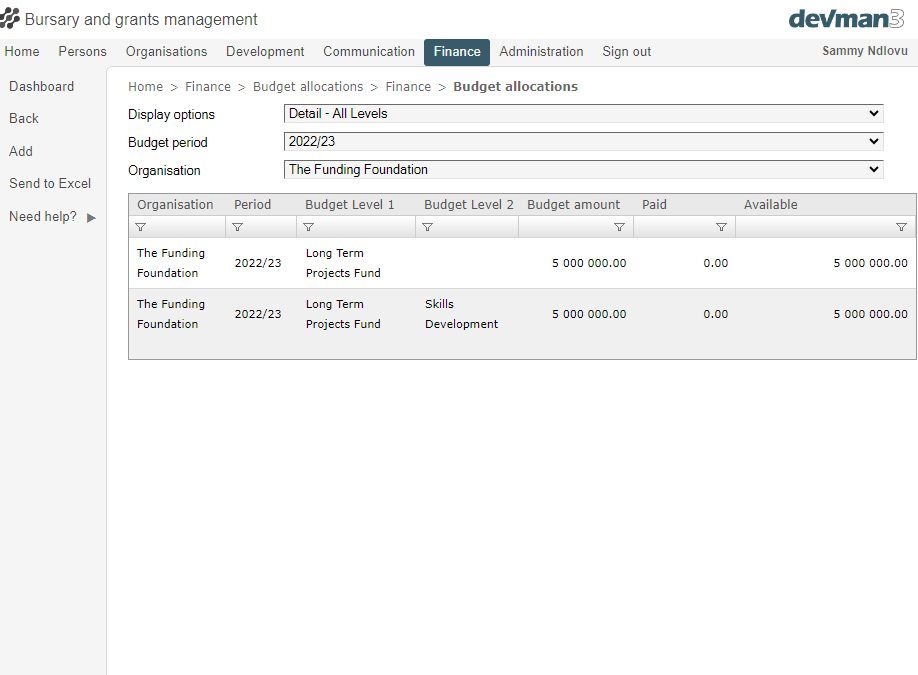 Bursary and grants management
devman3
Home Persons Organisations Development Communication Finance Administration Sign out Sammy Ndlovu
Dashboard
Back
Add
Send to Excel
Need help?
Home > Finance > Budget allocations > Finance > Budget allocations
Display options Detail - All Levels
Budget period 2022/23
Organisation The Funding Foundation
Organisation Period Budget Level 1 Budget Level 2 Budget amount Paid Available
The Funding Long Term
2022/23 5 000 000.00 0.00 5 000 000.00
Foundation Projects Fund
The Funding Long Term Skills
2022/23 5 000 000.00 0.00 5 000 000.00
Foundation Projects Fund Development